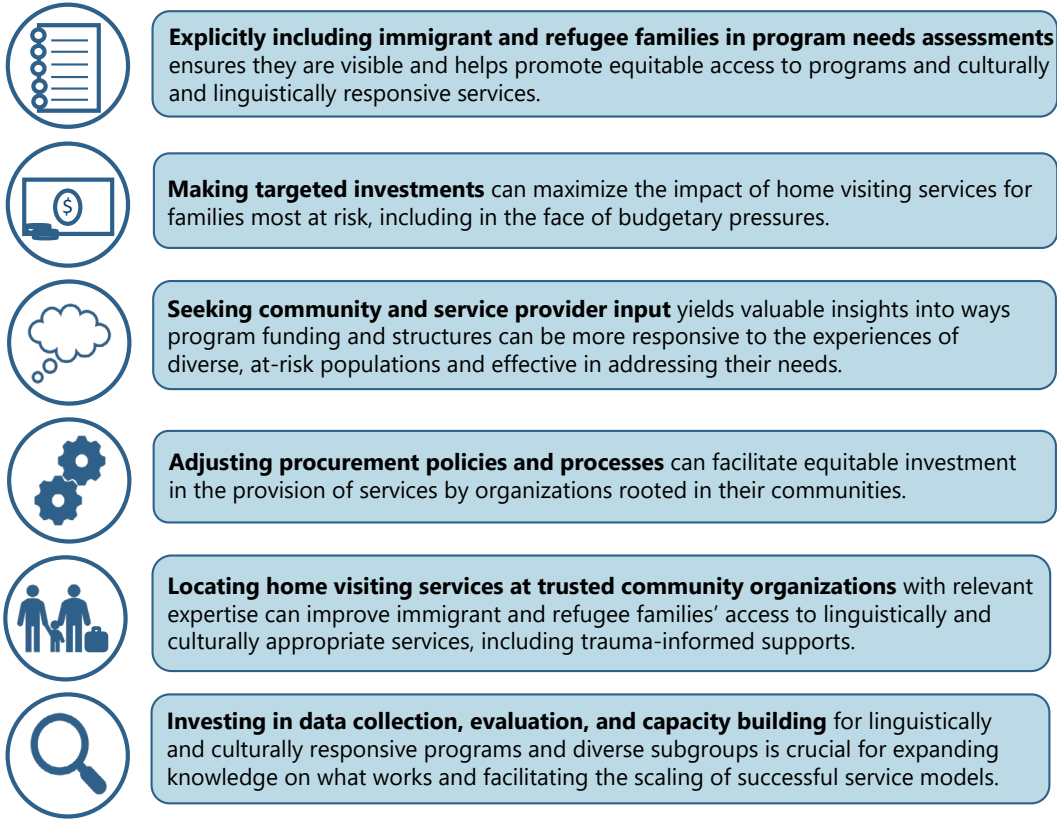 Explicitly including immigrant and refugee families in program needs assessments
ensures they are visible and helps promote equitable access to programs and culturally
and linguistically responsive services.
$
Making targeted investments can maximize the impact of home visiting services for
families most at risk, including in the face of budgetary pressures.
Seeking community and service provider input yields valuable insights into ways
program funding and structures can be more responsive to the experiences of
diverse, at-risk populations and effective in addressing their needs.
Adjusting procurement policies and processes can facilitate equitable investment
in the provision of services by organizations rooted in their communities.
Locating home visiting services at trusted community organizations with relevant
expertise can improve immigrant and refugee families’ access to linguistically and
culturally appropriate services, including trauma-informed supports.
Investing in data collection, evaluation, and capacity building for linguistically
and culturally responsive programs and diverse subgroups is crucial for expanding
knowledge on what works and facilitating the scaling of successful service models.